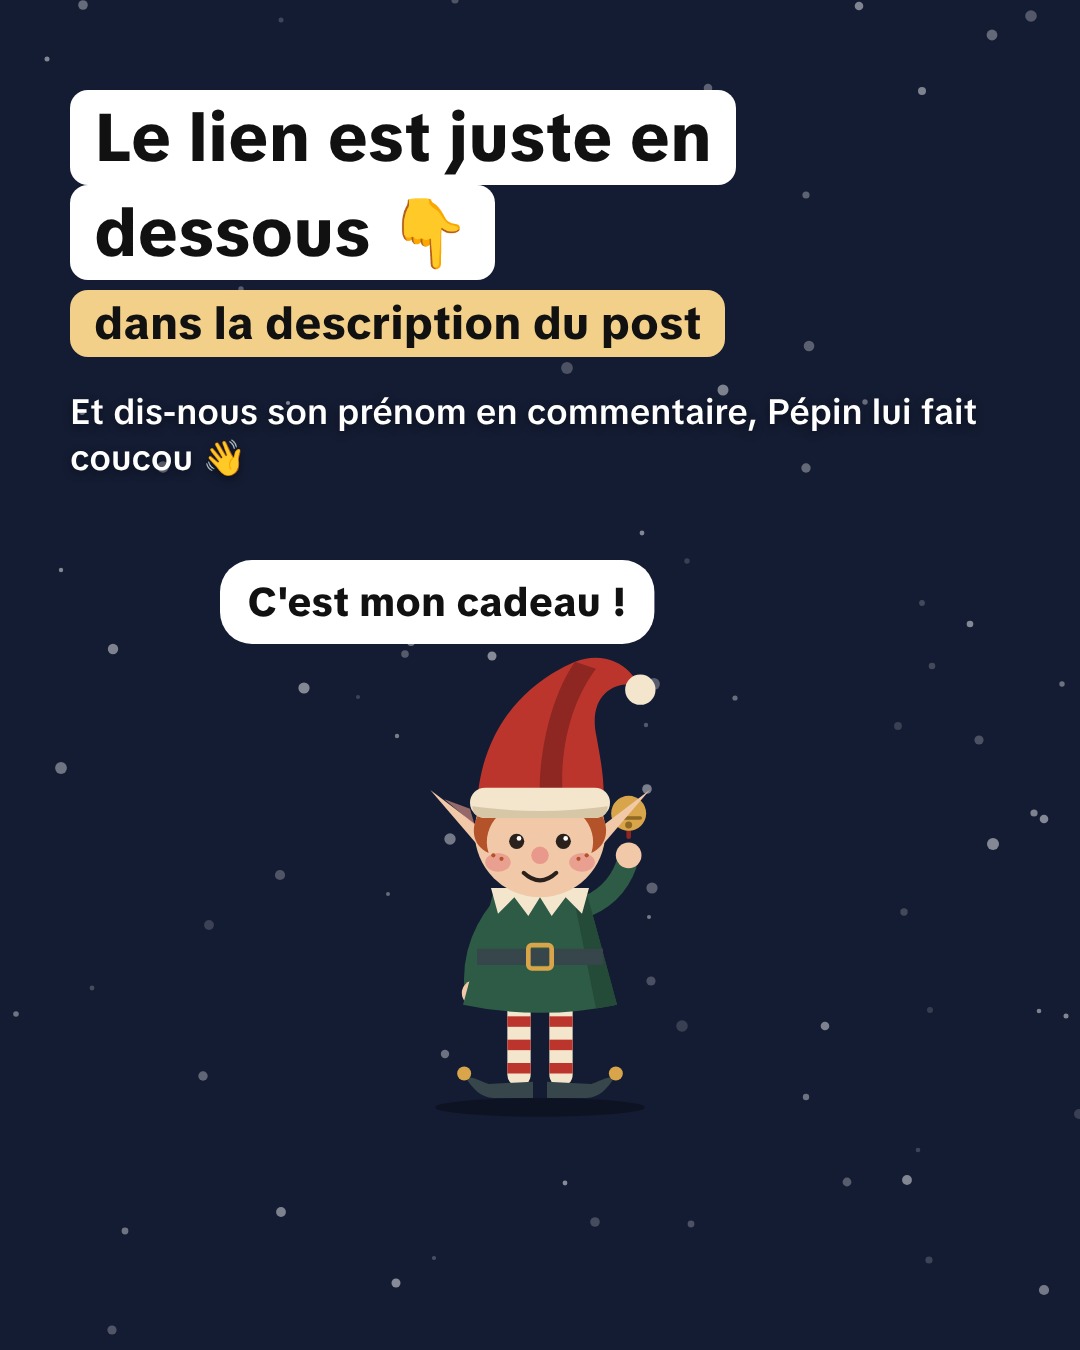 Le lien est juste en
dessous 👇
dans la description du post
Et dis-nous son prénom en commentaire, Pépin lui fait
coucou 👋
C'est mon cadeau !